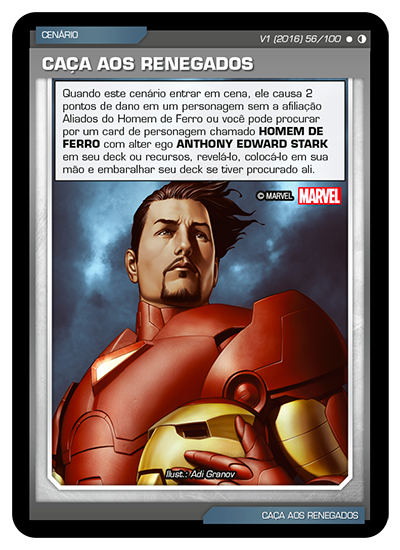 CENÁRIO
V1 (2016) 56/100
CAÇA AOS RENEGADOS
Quando este cenário entrar em cena, ele causa 2
pontos de dano em um personagem sem a afiliação
Aliados do Homem de Ferro ou você pode procurar
por um card de personagem chamado HOMEM DE
FERRO com alter ego ANTHONY EDWARD STARK
em seu deck ou recursos, revelá-lo, colocá-lo em sua
mão e embaralhar seu deck se tiver procurado ali.
© MARVEL MARVEL
Ilust.: Adi Granov
CAÇA AOS RENEGADOS